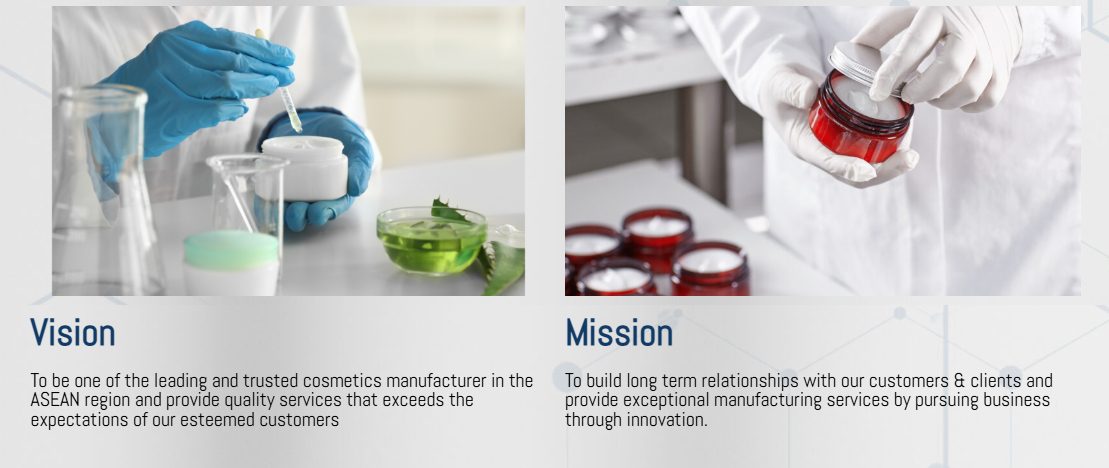 Vision
To be one of the leading and trusted cosmetics manufacturer in the
ASEAN region and provide quality services that exceeds the
expectations of our esteemed customers
Mission
To build long term relationships with our customers & clients and
provide exceptional manufacturing services by pursuing business
through innovation.